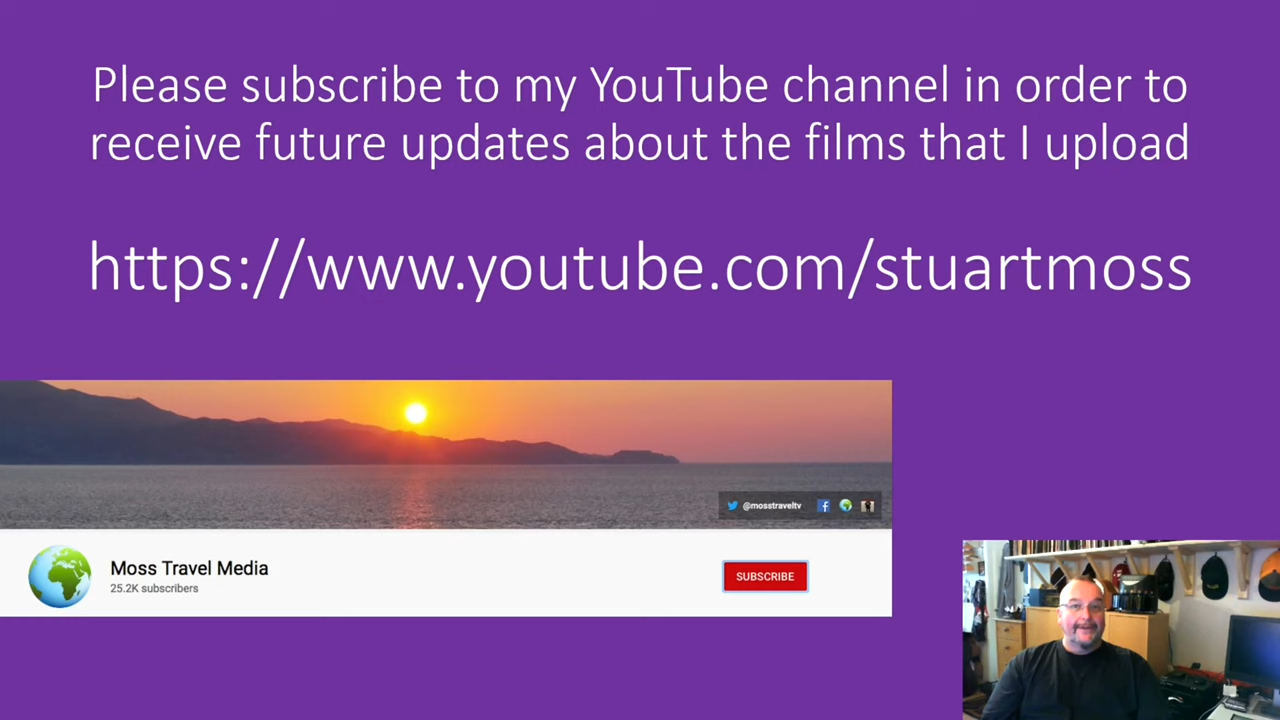 Please subscribe to my YouTube channel in order to
receive future updates about the films that I upload
https://www.youtube.com/stuartmoss
@mosstraveltv
Moss Travel Media
25.2K subscribers
SUBSCRIBE